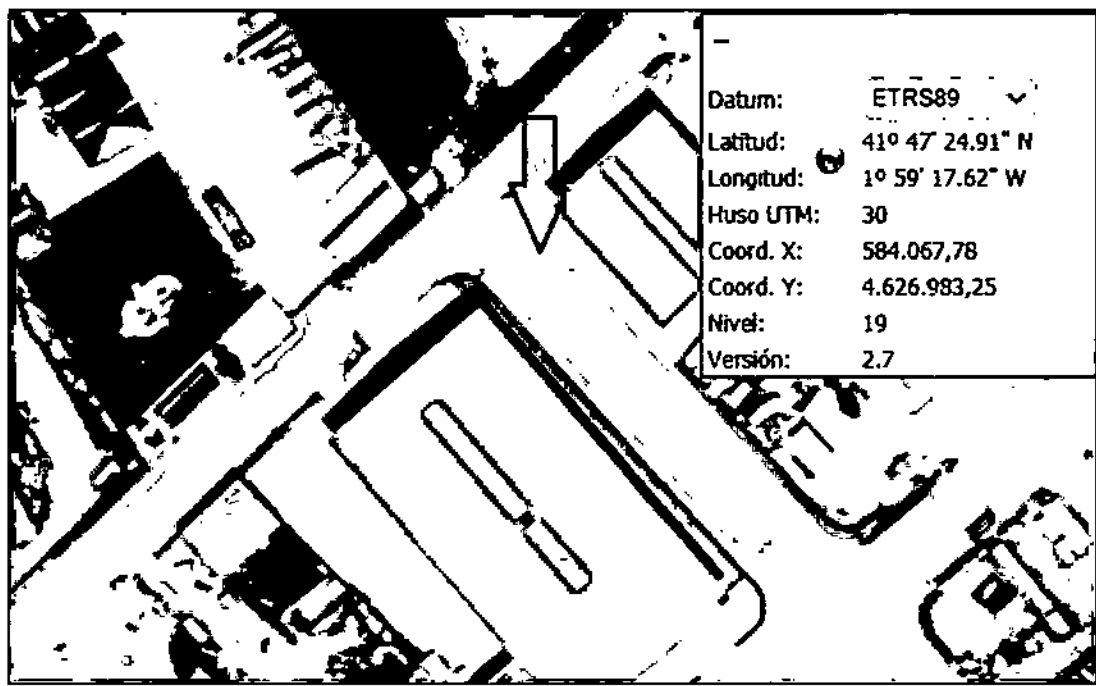 Datum: ETRS89
Latitud: 41º 47' 24.91" N
Longitud: 1º 59' 17.62" W
Huso UTM: 30
Coord. X: 584.067,78
Coord. Y: 4.626.983,25
Nivel: 19
Versión: 2.7